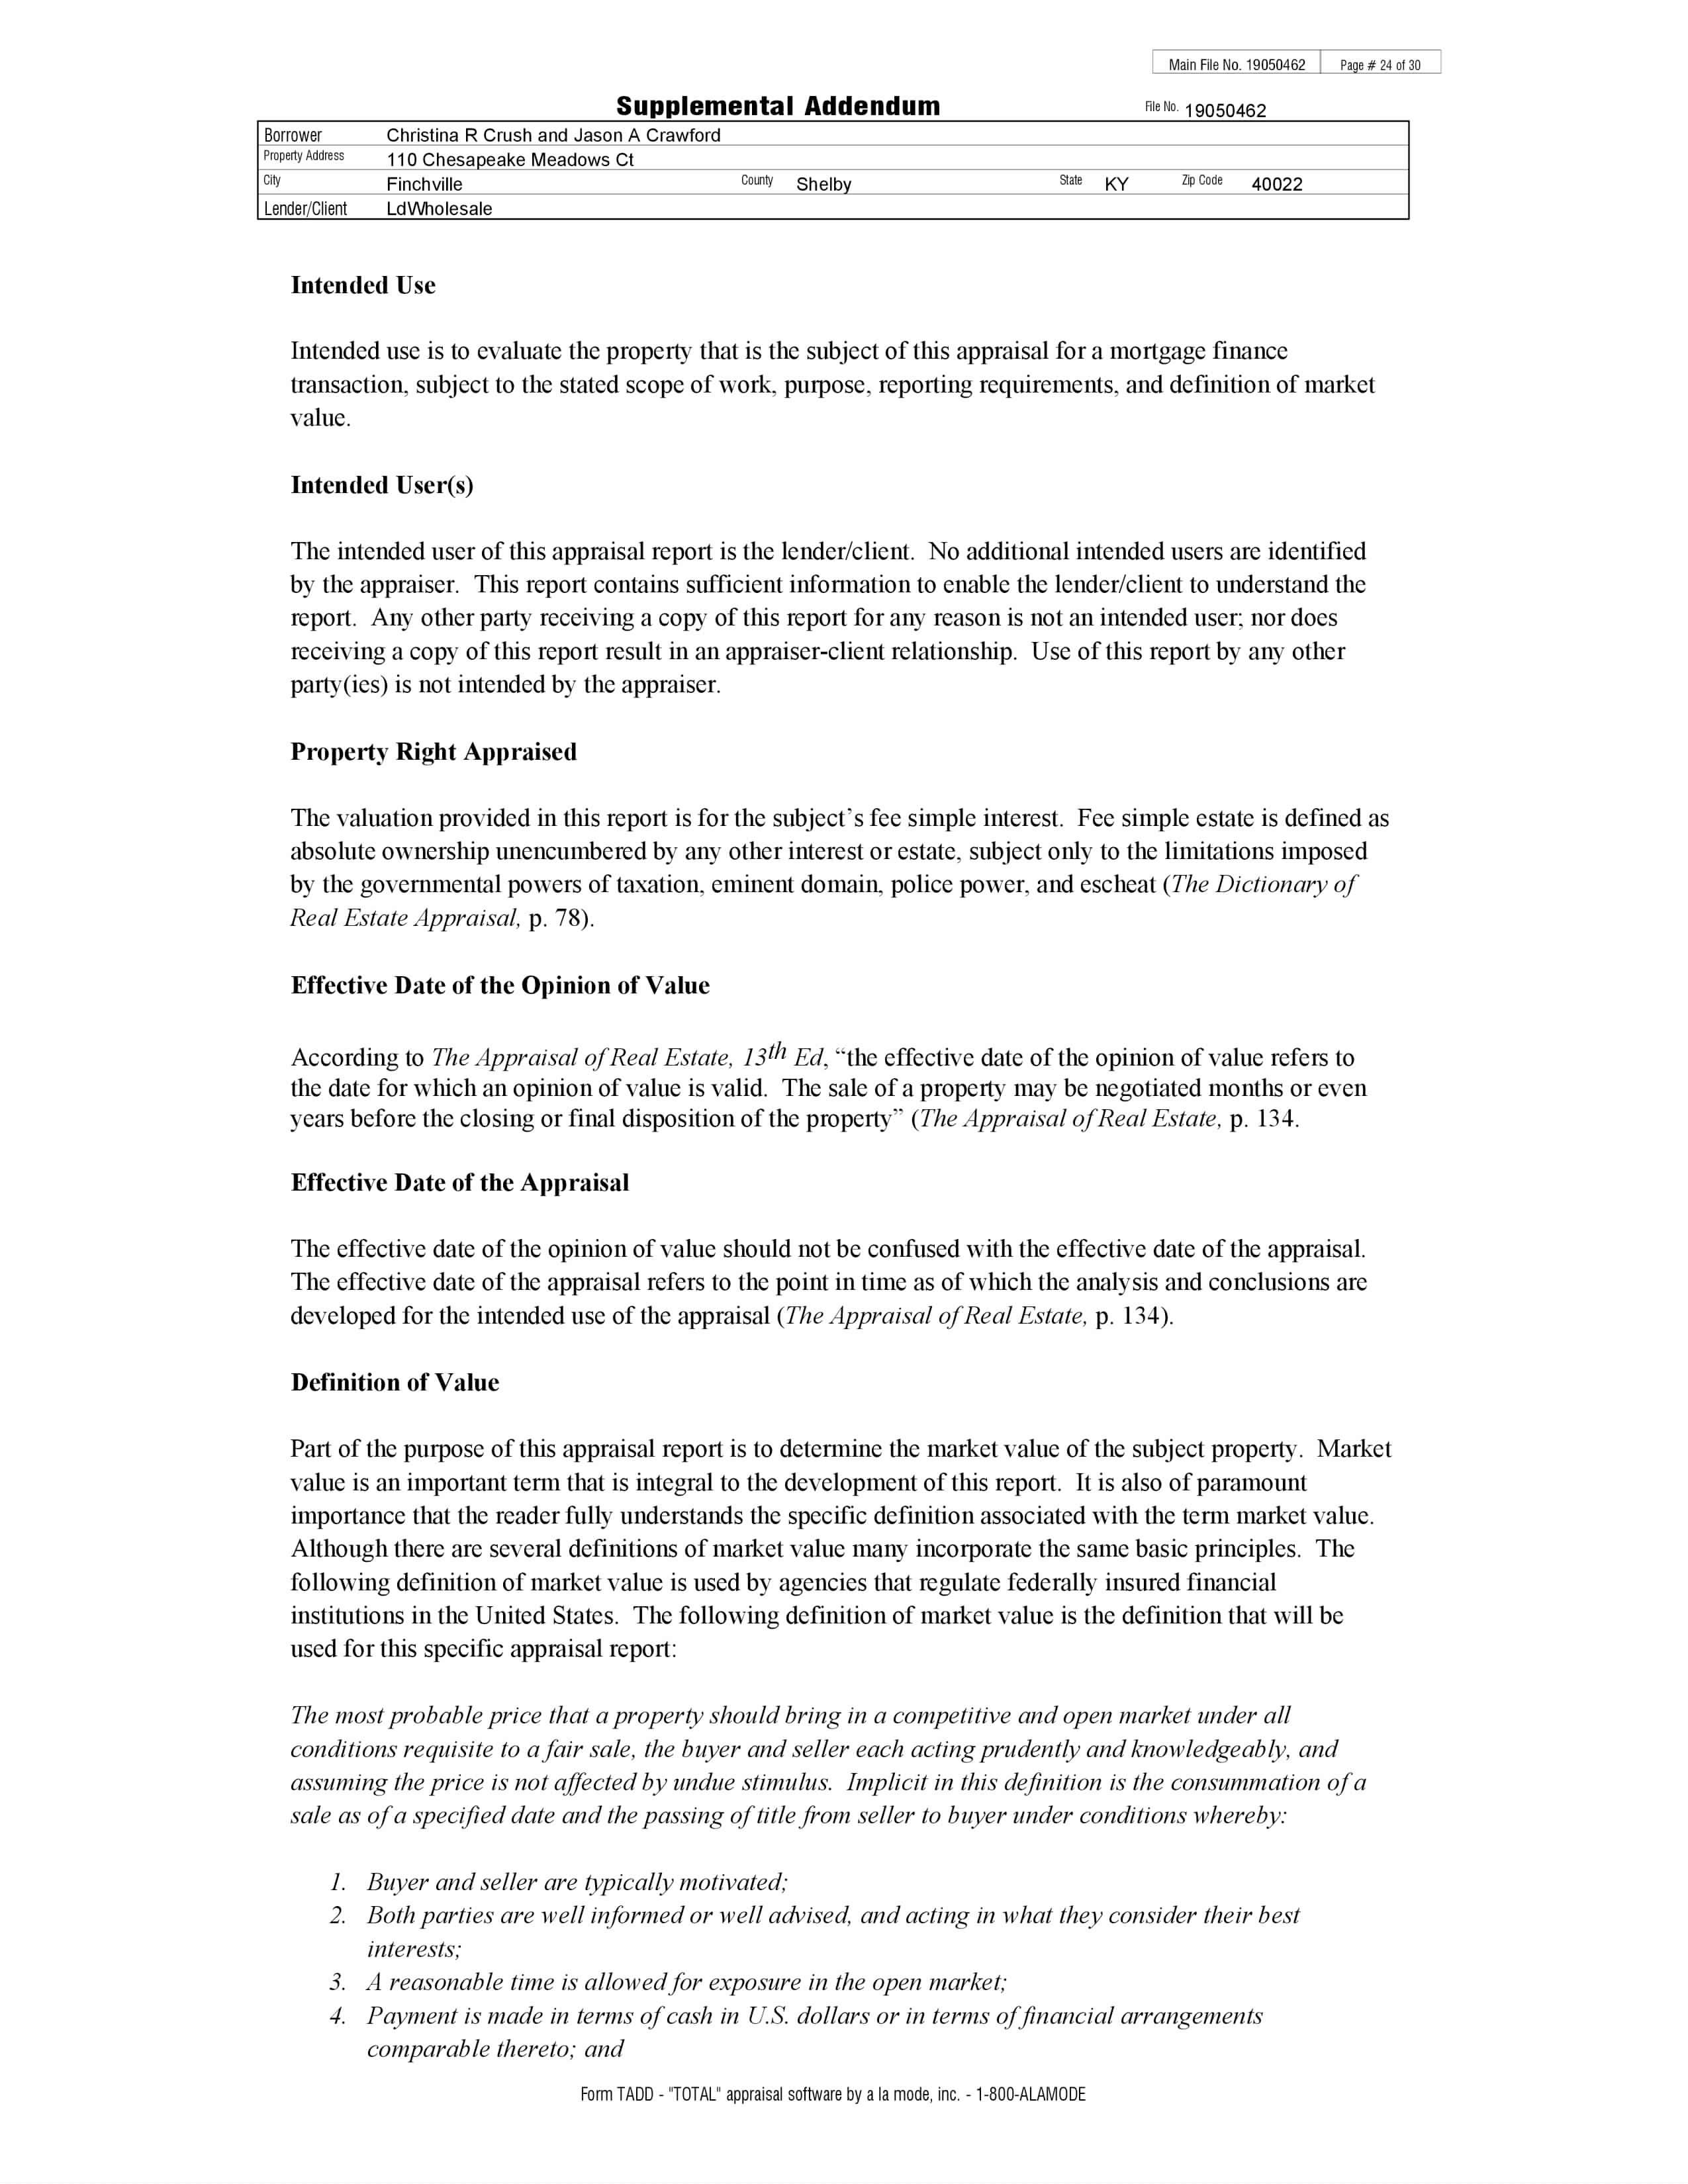 Main File No. 19050462 Page # 24 of 30
Supplemental Addendum File No. 19050462
Borrower Christina R Crush and Jason A Crawford
Property Address 110 Chesapeake Meadows Ct
City Finchville County Shelby State KY Zip Code 40022
Lender/Client LdWholesale
Intended Use
Intended use is to evaluate the property that is the subject of this appraisal for a mortgage finance
transaction, subject to the stated scope of work, purpose, reporting requirements, and definition of market
value.
Intended User(s)
The intended user of this appraisal report is the lender/client. No additional intended users are identified
by the appraiser. This report contains sufficient information to enable the lender/client to understand the
report. Any other party receiving a copy of this report for any reason is not an intended user; nor does
receiving a copy of this report result in an appraiser-client relationship. Use of this report by any other
party(ies) is not intended by the appraiser.
Property Right Appraised
The valuation provided in this report is for the subject’s fee simple interest. Fee simple estate is defined as
absolute ownership unencumbered by any other interest or estate, subject only to the limitations imposed
by the governmental powers of taxation, eminent domain, police power, and escheat (The Dictionary of
Real Estate Appraisal, p. 78).
Effective Date of the Opinion of Value
According to The Appraisal of Real Estate, 13th Ed, “the effective date of the opinion of value refers to
the date for which an opinion of value is valid. The sale of a property may be negotiated months or even
years before the closing or final disposition of the property” (The Appraisal of Real Estate, p. 134.
Effective Date of the Appraisal
The effective date of the opinion of value should not be confused with the effective date of the appraisal.
The effective date of the appraisal refers to the point in time as of which the analysis and conclusions are
developed for the intended use of the appraisal (The Appraisal of Real Estate, p. 134).
Definition of Value
Part of the purpose of this appraisal report is to determine the market value of the subject property. Market
value is an important term that is integral to the development of this report. It is also of paramount
importance that the reader fully understands the specific definition associated with the term market value.
Although there are several definitions of market value many incorporate the same basic principles. The
following definition of market value is used by agencies that regulate federally insured financial
institutions in the United States. The following definition of market value is the definition that will be
used for this specific appraisal report:
The most probable price that a property should bring in a competitive and open market under all
conditions requisite to a fair sale, the buyer and seller each acting prudently and knowledgeably, and
assuming the price is not affected by undue stimulus. Implicit in this definition is the consummation of a
sale as of a specified date and the passing of title from seller to buyer under conditions whereby:
1. Buyer and seller are typically motivated;
2. Both parties are well informed or well advised, and acting in what they consider their best
interests;
3. A reasonable time is allowed for exposure in the open market;
4. Payment is made in terms of cash in U.S. dollars or in terms of financial arrangements
comparable thereto; and
Form TADD - "TOTAL" appraisal software by a la mode, inc. - 1-800-ALAMODE